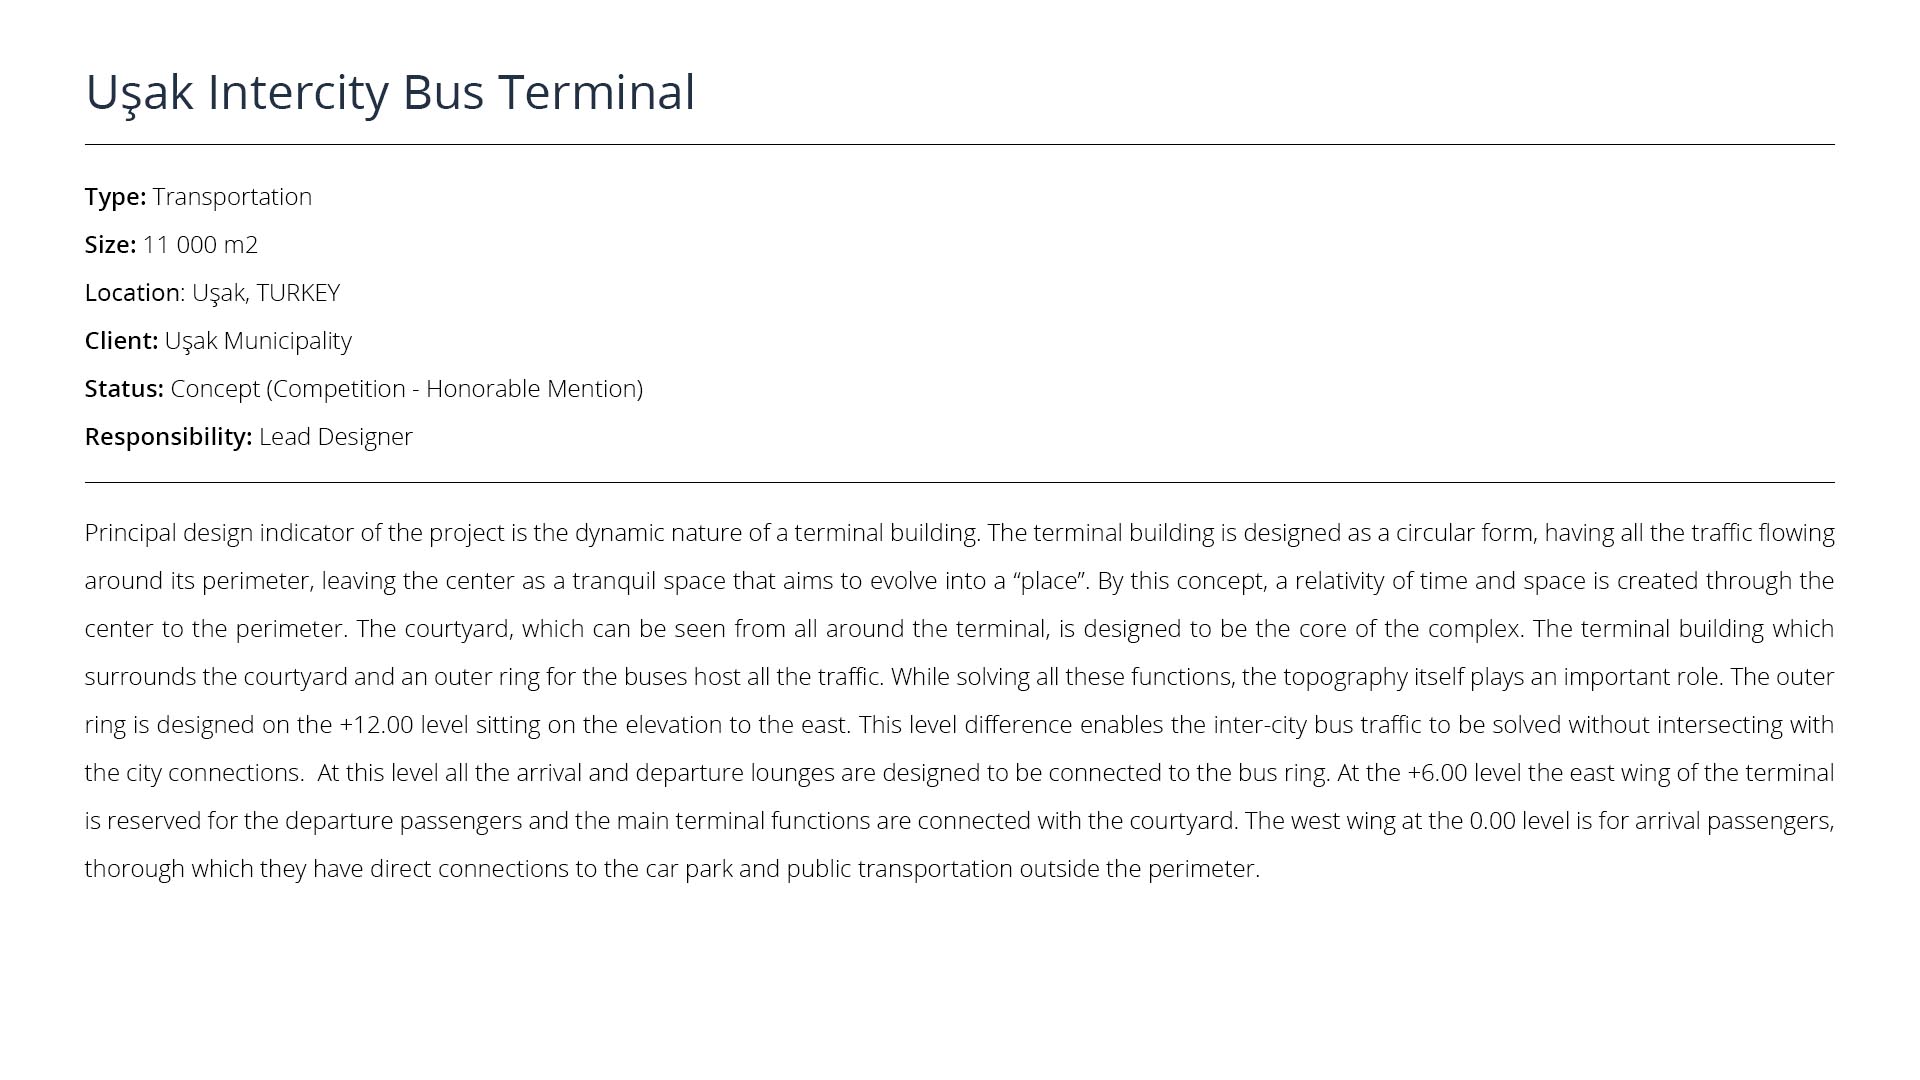 Uşak Intercity Bus Terminal
Type: Transportation
Size: 11 000 m2
Location: Uşak, TURKEY
Client: Uşak Municipality
Status: Concept (Competition - Honorable Mention)
Responsibility: Lead Designer
Principal design indicator of the project is the dynamic nature of a terminal building. The terminal building is designed as a circular form, having all the traffic flowing
around its perimeter, leaving the center as a tranquil space that aims to evolve into a “place”. By this concept, a relativity of time and space is created through the
center to the perimeter. The courtyard, which can be seen from all around the terminal, is designed to be the core of the complex. The terminal building which
surrounds the courtyard and an outer ring for the buses host all the traffic. While solving all these functions, the topography itself plays an important role. The outer
ring is designed on the +12.00 level sitting on the elevation to the east. This level difference enables the inter-city bus traffic to be solved without intersecting with
the city connections.  At this level all the arrival and departure lounges are designed to be connected to the bus ring. At the +6.00 level the east wing of the terminal
is reserved for the departure passengers and the main terminal functions are connected with the courtyard. The west wing at the 0.00 level is for arrival passengers,
thorough which they have direct connections to the car park and public transportation outside the perimeter.